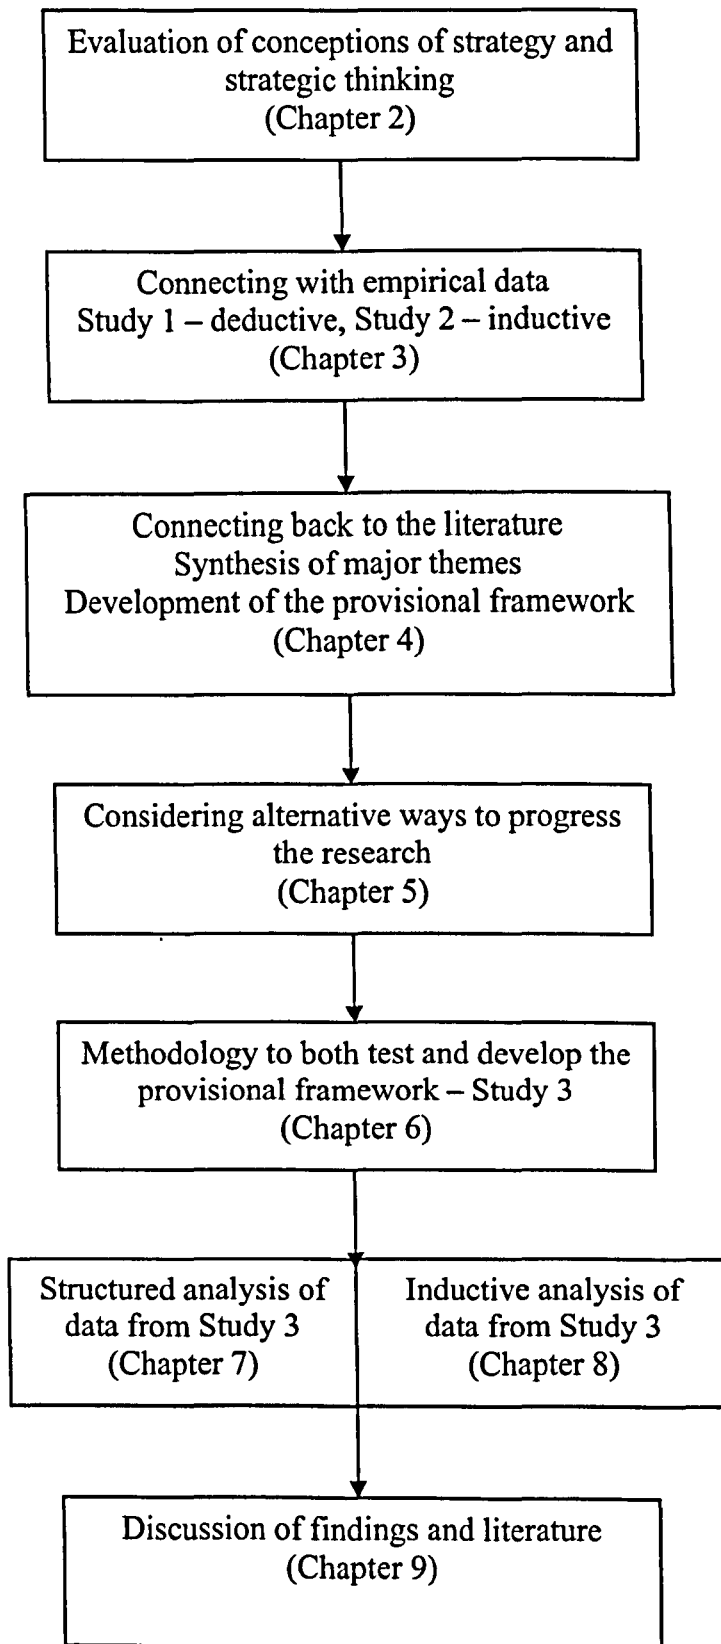 Evaluation of conceptions of strategy and
strategic thinking
(Chapter 2)
Connecting with empirical data
Study 1 – deductive, Study 2 – inductive
(Chapter 3)
Connecting back to the literature
Synthesis of major themes
Development of the provisional framework
(Chapter 4)
Considering alternative ways to progress
the research
(Chapter 5)
Methodology to both test and develop the
provisional framework – Study 3
(Chapter 6)
Structured analysis of
data from Study 3
(Chapter 7)
Inductive analysis of
data from Study 3
(Chapter 8)
Discussion of findings and literature
(Chapter 9)